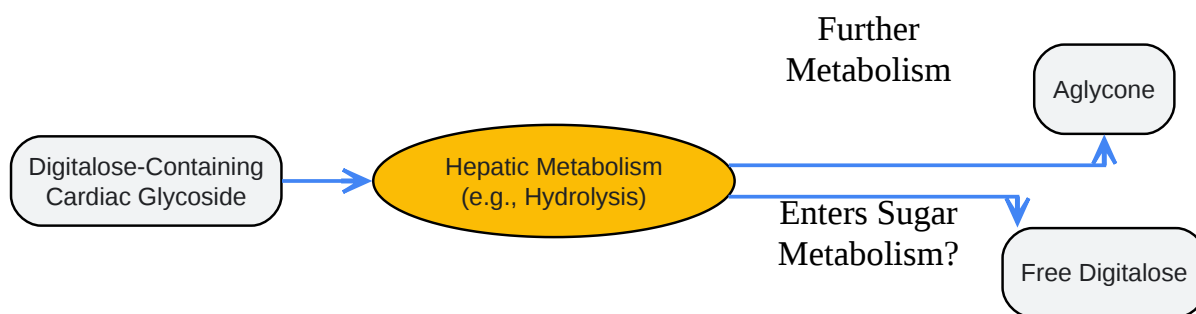 Digitalose-Containing
Cardiac Glycoside
Hepatic Metabolism
(e.g., Hydrolysis)
Further
Metabolism
Aglycone
Enters Sugar
Metabolism?
Free Digitalose